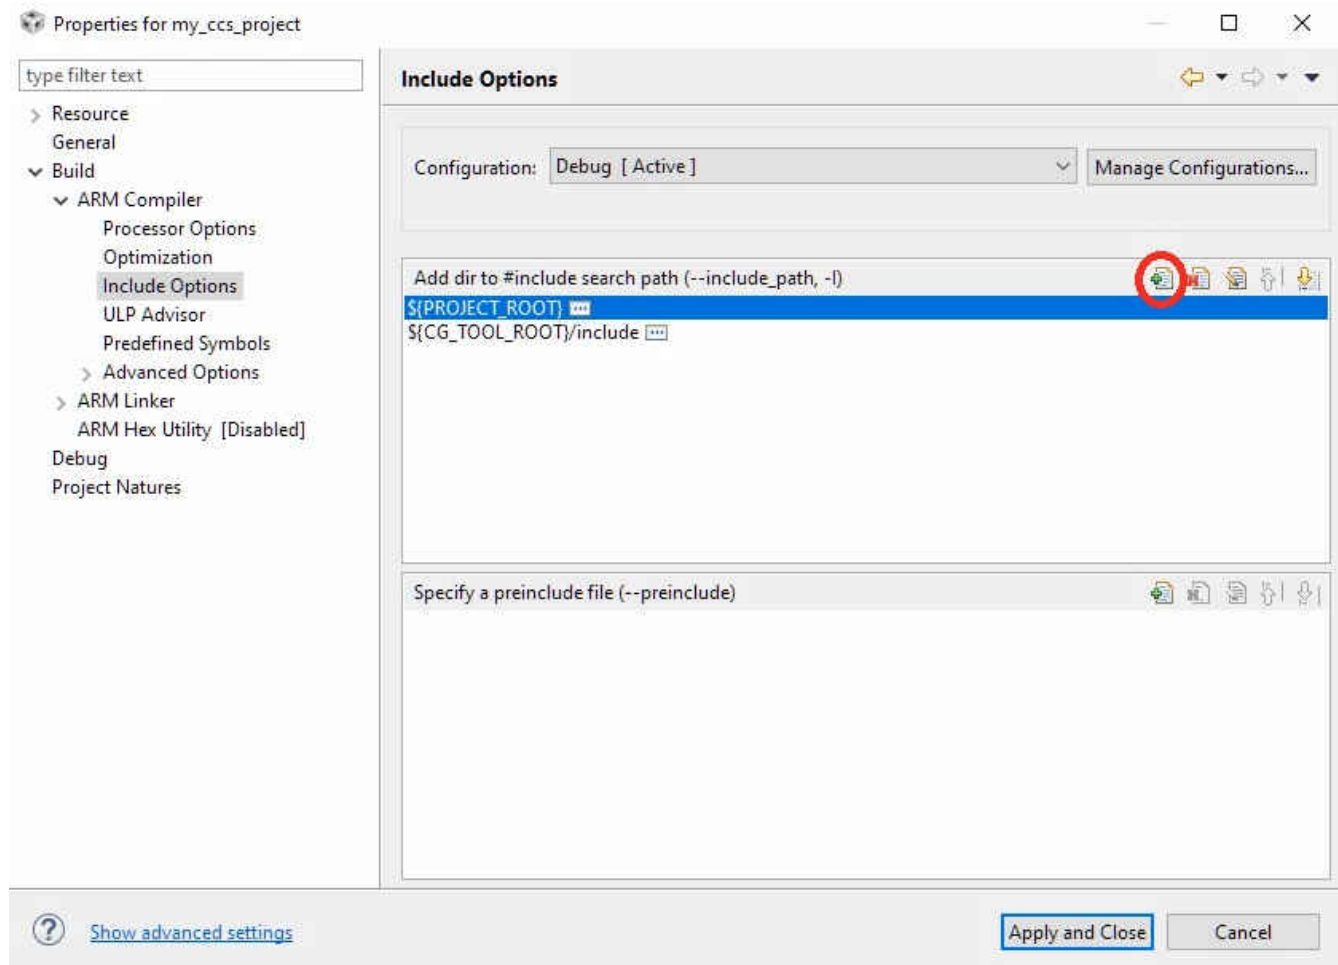 Properties for my_ccs_project
type filter text
Resource
General
Build
ARM Compiler
Processor Options
Optimization
Include Options
ULP Advisor
Predefined Symbols
Advanced Options
ARM Linker
ARM Hex Utility [Disabled]
Debug
Project Natures
Include Options
Configuration: Debug [ Active ] Manage Configurations...
Add dir to #include search path (--include_path, -I)
${PROJECT_ROOT}
${CG_TOOL_ROOT}/include
Specify a preinclude file (--preinclude)
Show advanced settings
Apply and Close Cancel